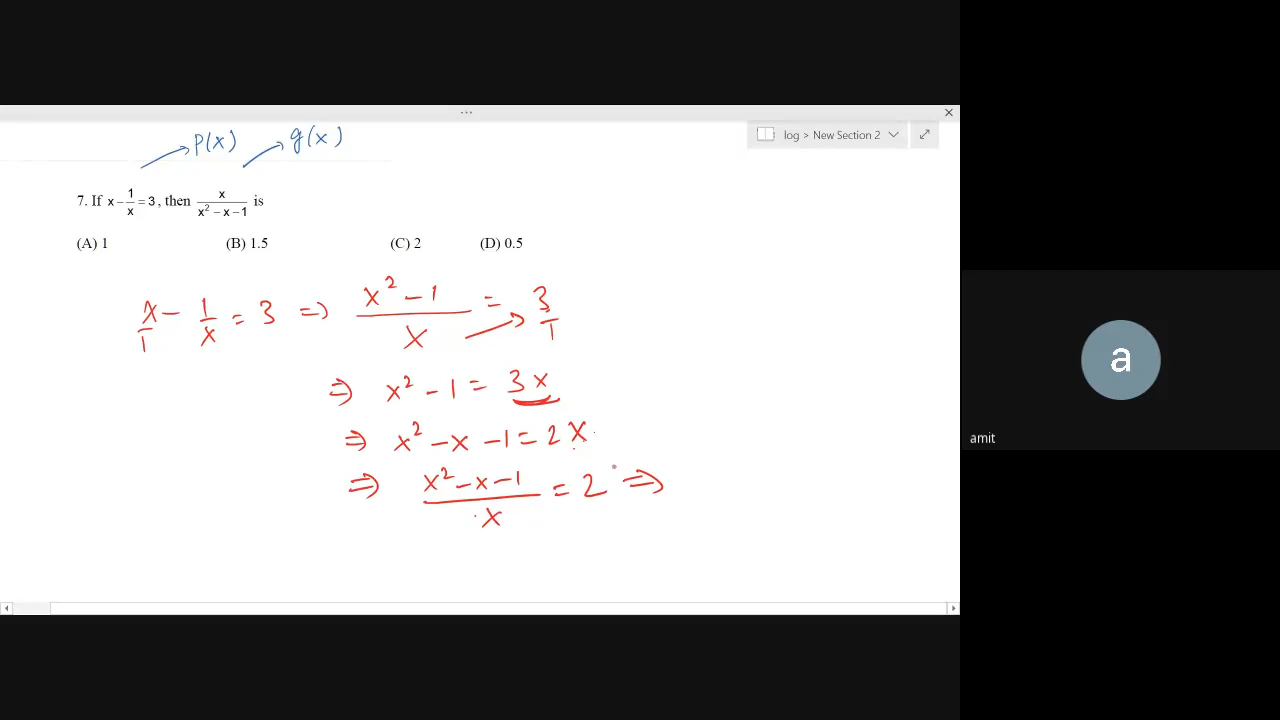 ...
p(x) g(x)
log > New Section 2
7. If x − 1/x = 3, then x/(x² − x − 1) is
(A) 1 (B) 1.5 (C) 2 (D) 0.5
x/1 − 1/x = 3 ⇒ (x² − 1)/x = 3/1
⇒ x² − 1 = 3x
⇒ x² − x − 1 = 2x
⇒ (x² − x − 1)/x = 2 ⇒
a
amit